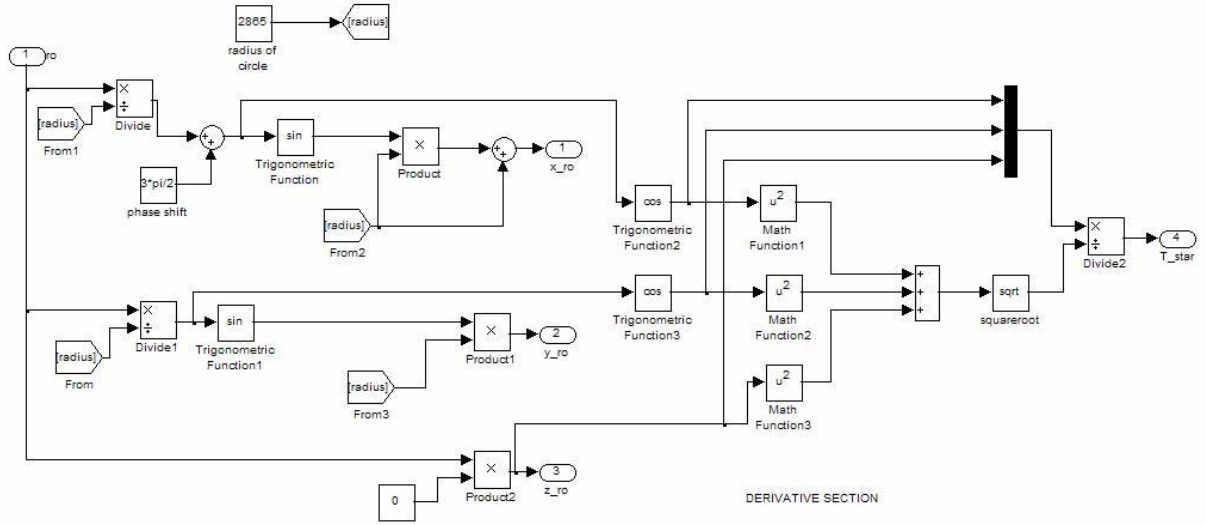 2865
[radius]
radius of
circle
1
ro
×
÷
Divide
[radius]
From1
3*pi/2
phase shift
+
+
sin
Trigonometric
Function
×
Product
+
+
1
x_ro
[radius]
From2
cos
Trigonometric
Function2
u2
Math
Function1
×
÷
Divide2
4
T_star
×
÷
Divide1
[radius]
From
sin
Trigonometric
Function1
×
Product1
2
y_ro
[radius]
From3
cos
Trigonometric
Function3
u2
Math
Function2
+
+
+
sqrt
squareroot
u2
Math
Function3
×
Product2
0
3
z_ro
DERIVATIVE SECTION